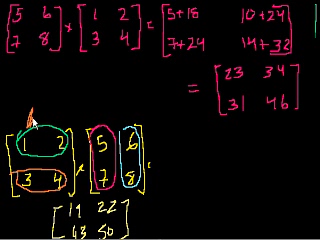 [5 6 7 8] × [1 2 3 4] = [5+18 10+24 7+24 14+32]
= [23 34 31 46]
[1 2 3 4] × [5 6 7 8] =
[19 22 43 50]